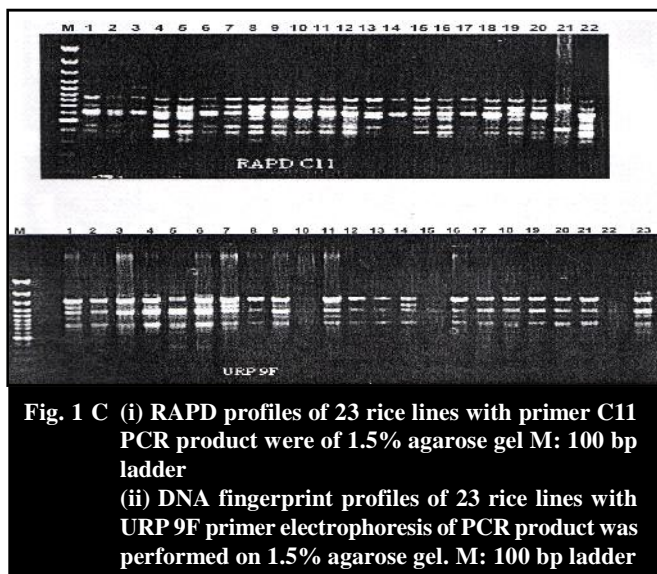 M 1 2 3 4 5 6 7 8 9 10 11 12 13 14 15 16 17 18 19 20 21 22
RAPD C11
M 1 2 3 4 5 6 7 8 9 10 11 12 13 14 15 16 17 18 19 20 21 22 23
URP 9F
Fig. 1 C (i) RAPD profiles of 23 rice lines with primer C11
PCR product were of 1.5% agarose gel M: 100 bp
ladder
(ii) DNA fingerprint profiles of 23 rice lines with
URP 9F primer electrophoresis of PCR product was
performed on 1.5% agarose gel. M: 100 bp ladder